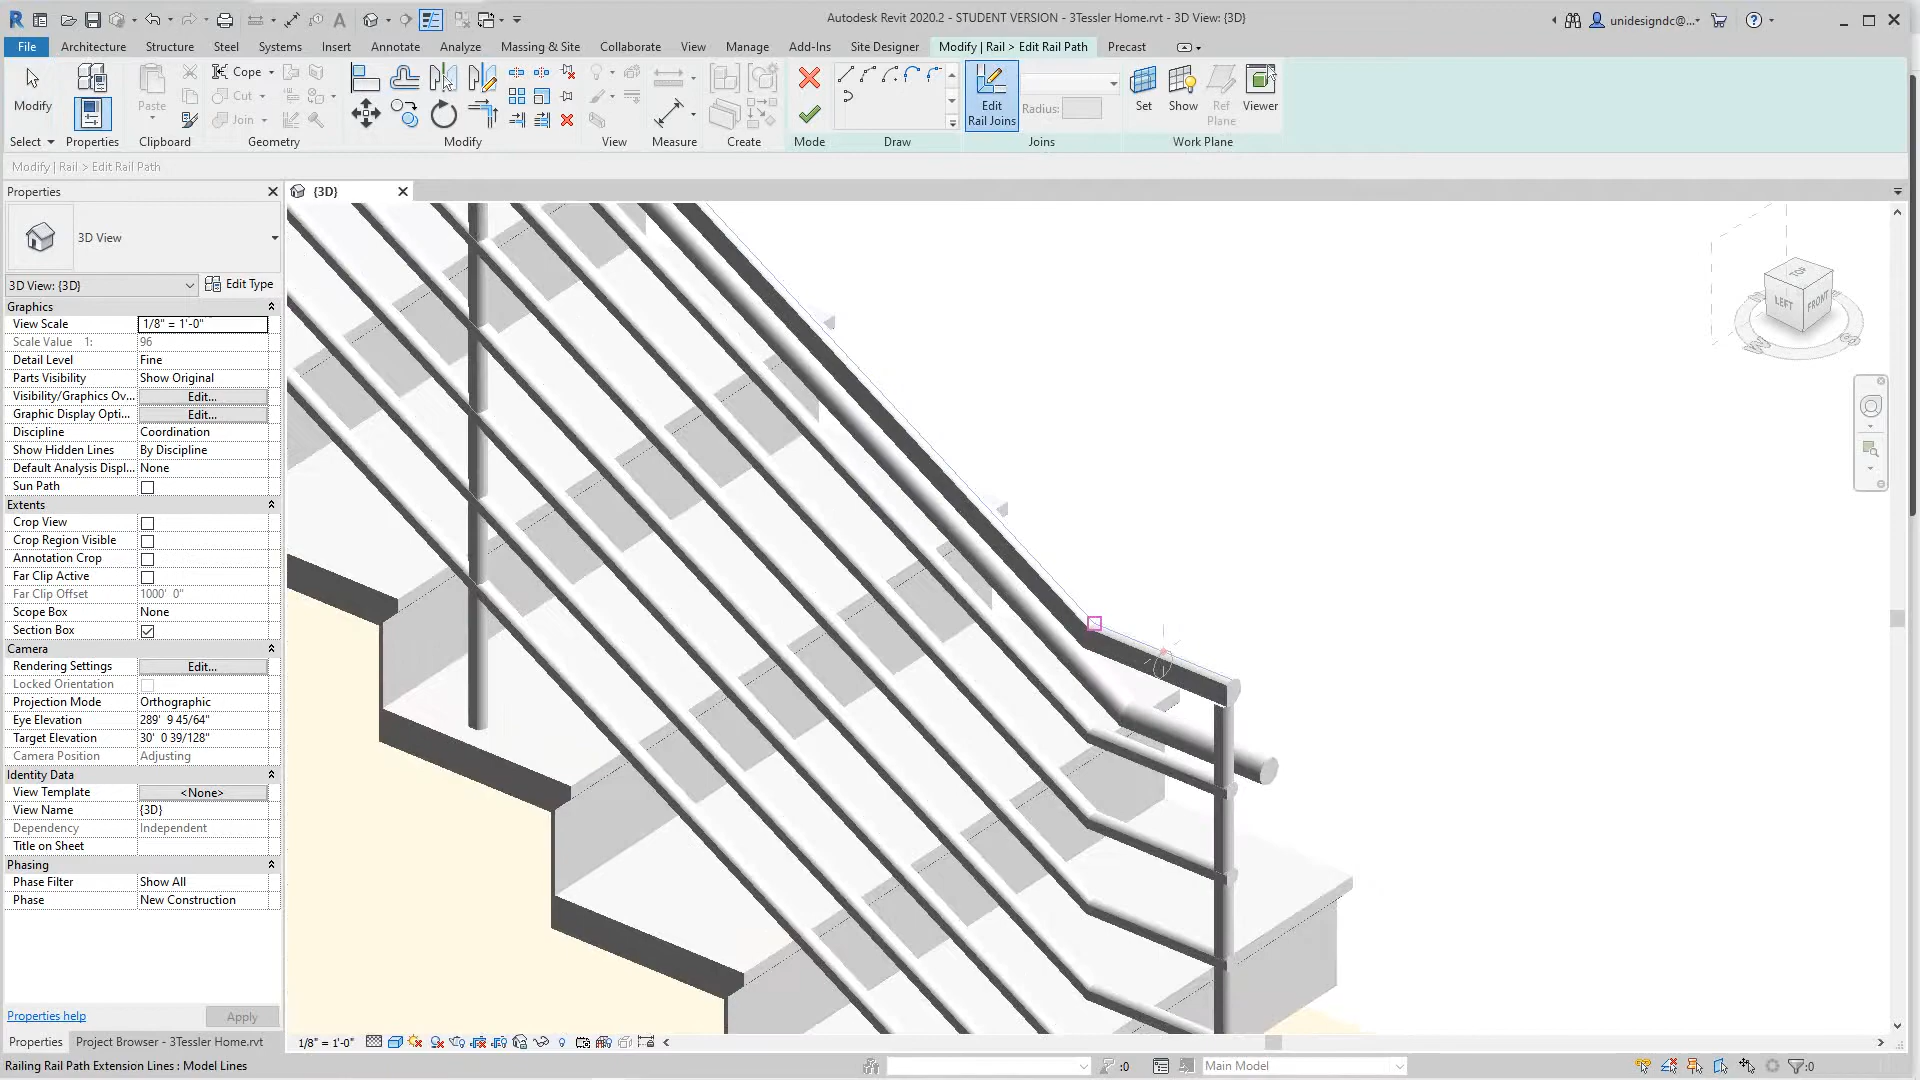 Autodesk Revit 2020.2 - STUDENT VERSION - 3Tessler Home.rvt - 3D View: {3D}
unidesigndc@...
File Architecture Structure Steel Systems Insert Annotate Analyze Massing & Site Collaborate View Manage Add-Ins Site Designer Modify | Rail > Edit Rail Path Precast
Modify
Paste
Cope
Cut
Join
Edit Rail Joins
Radius:
Set
Show
Ref Plane
Viewer
Select Properties Clipboard Geometry Modify View Measure Create Mode Draw Joins Work Plane
Modify | Rail > Edit Rail Path
Properties
{3D}
3D View
3D View: {3D}
Edit Type
Graphics
View Scale 1/8" = 1'-0"
Scale Value 1: 96
Detail Level Fine
Parts Visibility Show Original
Visibility/Graphics Ov... Edit...
Graphic Display Opti... Edit...
Discipline Coordination
Show Hidden Lines By Discipline
Default Analysis Displ... None
Sun Path
Extents
Crop View
Crop Region Visible
Annotation Crop
Far Clip Active
Far Clip Offset 1000' 0"
Scope Box None
Section Box
Camera
Rendering Settings Edit...
Locked Orientation
Projection Mode Orthographic
Eye Elevation 289' 9 45/64"
Target Elevation 30' 0 39/128"
Camera Position Adjusting
Identity Data
View Template <None>
View Name {3D}
Dependency Independent
Title on Sheet
Phasing
Phase Filter Show All
Phase New Construction
TOP
LEFT
FRONT
W
S
Properties help
Apply
Properties
Project Browser - 3Tessler Home.rvt
1/8" = 1'-0"
Railing Rail Path Extension Lines : Model Lines
:0
Main Model
:0